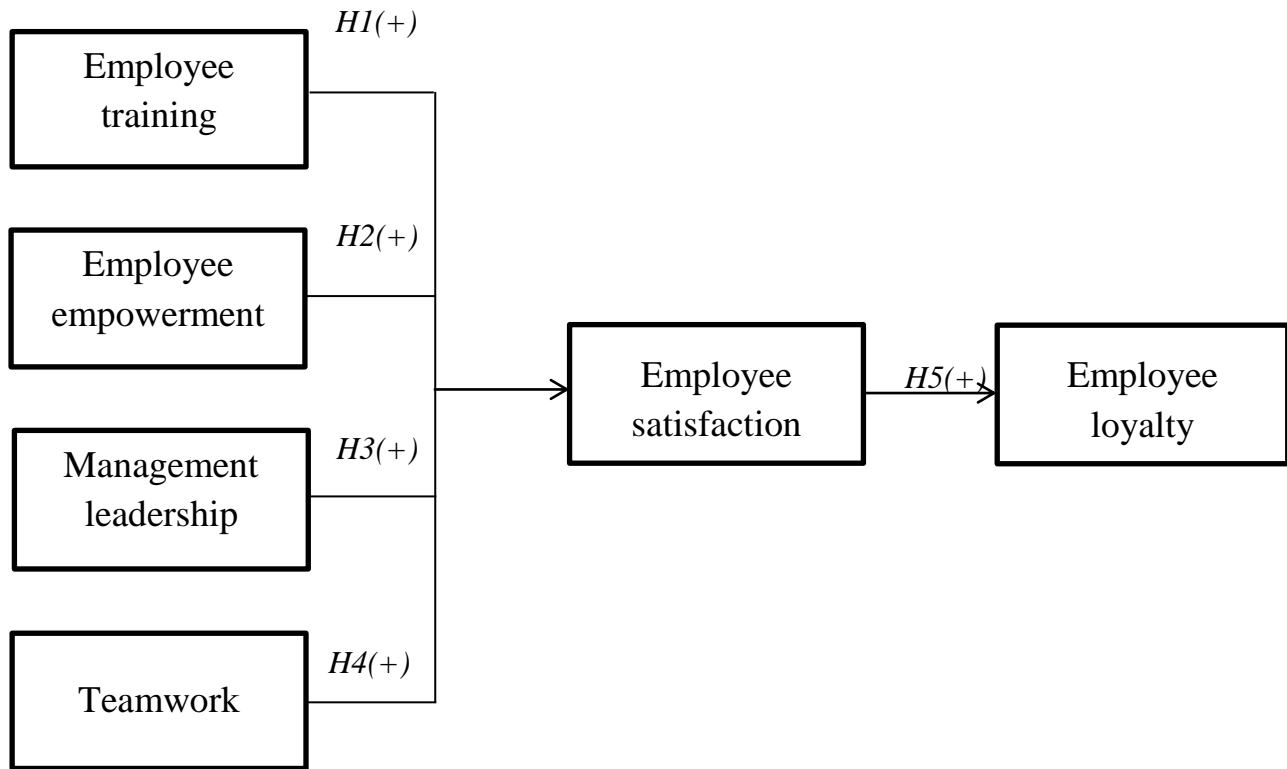 H1(+)
Employee
training
H2(+)
Employee
empowerment
Management
leadership
H3(+)
Teamwork
H4(+)
Employee
satisfaction
H5(+)
Employee
loyalty